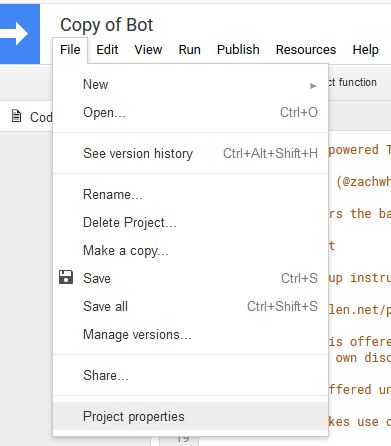 Copy of Bot
File Edit View Run Publish Resources Help
New
ct function
Open... Ctrl+O
Cod
See version history Ctrl+Alt+Shift+H
powered T
(@zachwh
Rename...
rs the ba
Delete Project...
t
Make a copy...
up instru
Save Ctrl+S
Save all Ctrl+Shift+S
len.net/p
Manage versions...
is offere
own disc
Share...
ffered un
Project properties
kes use o
19